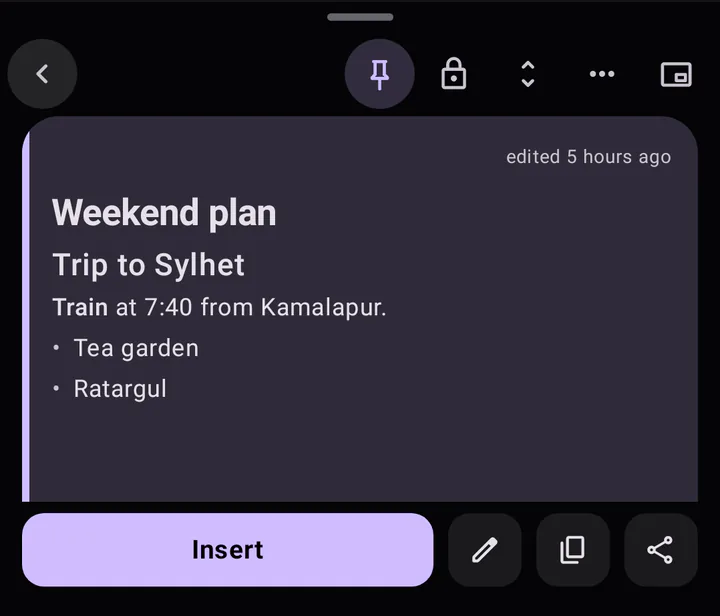 edited 5 hours ago
Weekend plan
Trip to Sylhet
Train at 7:40 from Kamalapur.
• Tea garden
• Ratargul
Insert